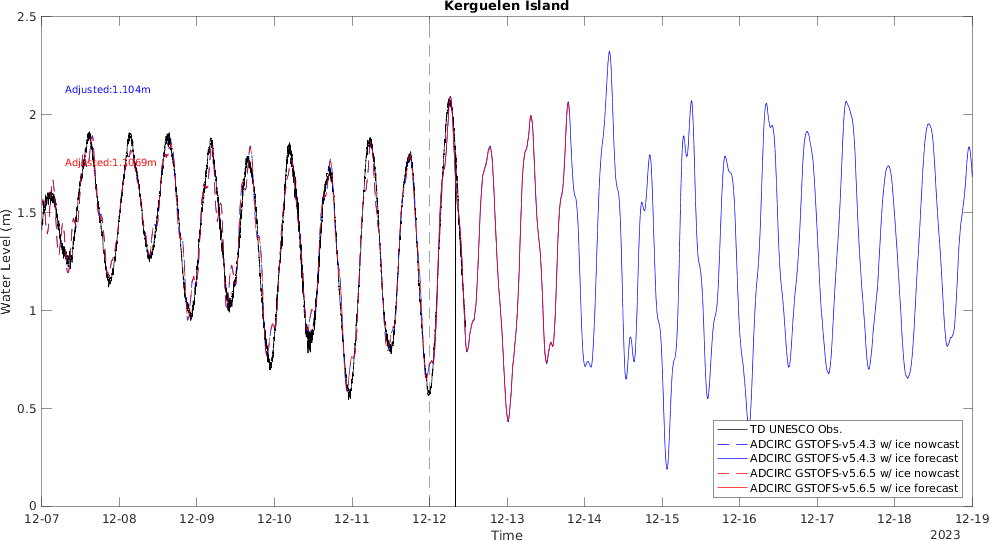 Kerguelen Island
2.5
2
1.5
1
0.5
0
Water Level (m)
Adjusted:1.104m
TD UNESCO Obs.
ADCIRC GSTOFS-v5.4.3 w/ ice nowcast
ADCIRC GSTOFS-v5.4.3 w/ ice forecast
ADCIRC GSTOFS-v5.6.5 w/ ice nowcast
ADCIRC GSTOFS-v5.6.5 w/ ice forecast
12-07 12-08 12-09 12-10 12-11 12-12 12-13 12-14 12-15 12-16 12-17 12-18 12-19
Time
2023